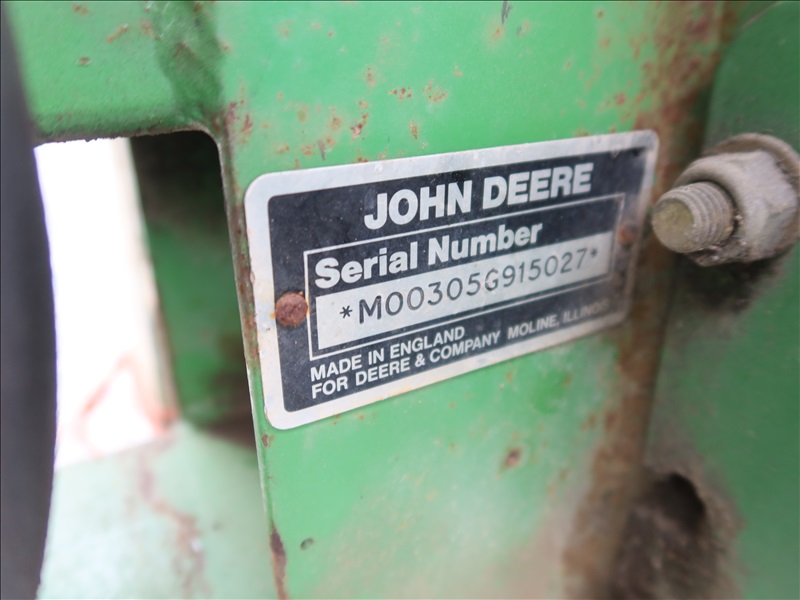 JOHN DEERE
Serial Number
*M00305G915027*
MADE IN ENGLAND
FOR DEERE & COMPANY MOLINE, ILLINOIS